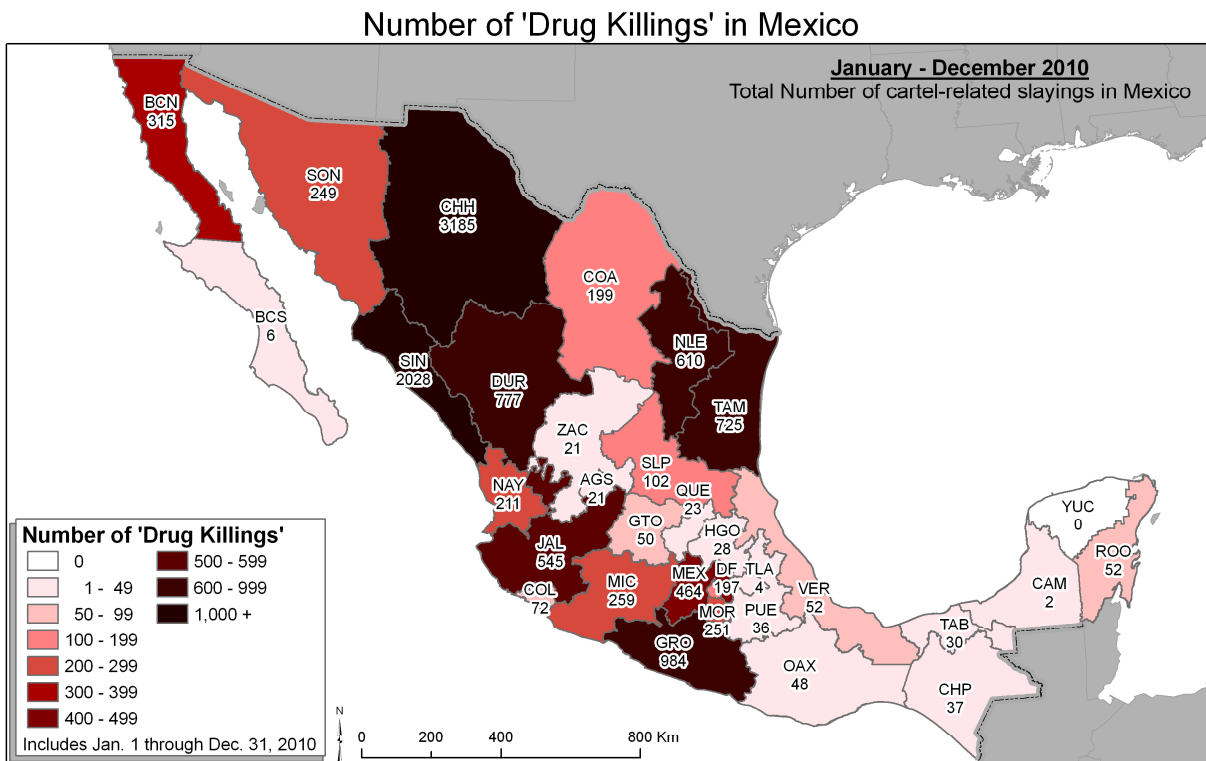 Number of 'Drug Killings' in Mexico
January - December 2010
Total Number of cartel-related slayings in Mexico
BCN
315
SON
249
CHH
3185
COA
199
BCS
6
NLE
610
SIN
2028
DUR
777
TAM
725
ZAC
21
SLP
102
AGS
21
NAY
211
QUE
23
YUC
0
GTO
50
HGO
28
JAL
545
ROO
52
MIC
259
MEX
464
DF
197
TLA
4
CAM
2
COL
72
VER
52
MOR
251
PUE
36
TAB
30
GRO
984
OAX
48
CHP
37
Number of 'Drug Killings'
0
1 - 49
50 - 99
100 - 199
200 - 299
300 - 399
400 - 499
500 - 599
600 - 999
1,000 +
Includes Jan. 1 through Dec. 31, 2010
N
0 200 400 800 Km